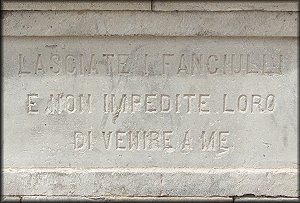 LASCIATE I FANCIULLI
E NON IMPEDITE LORO
DI VENIRE A ME